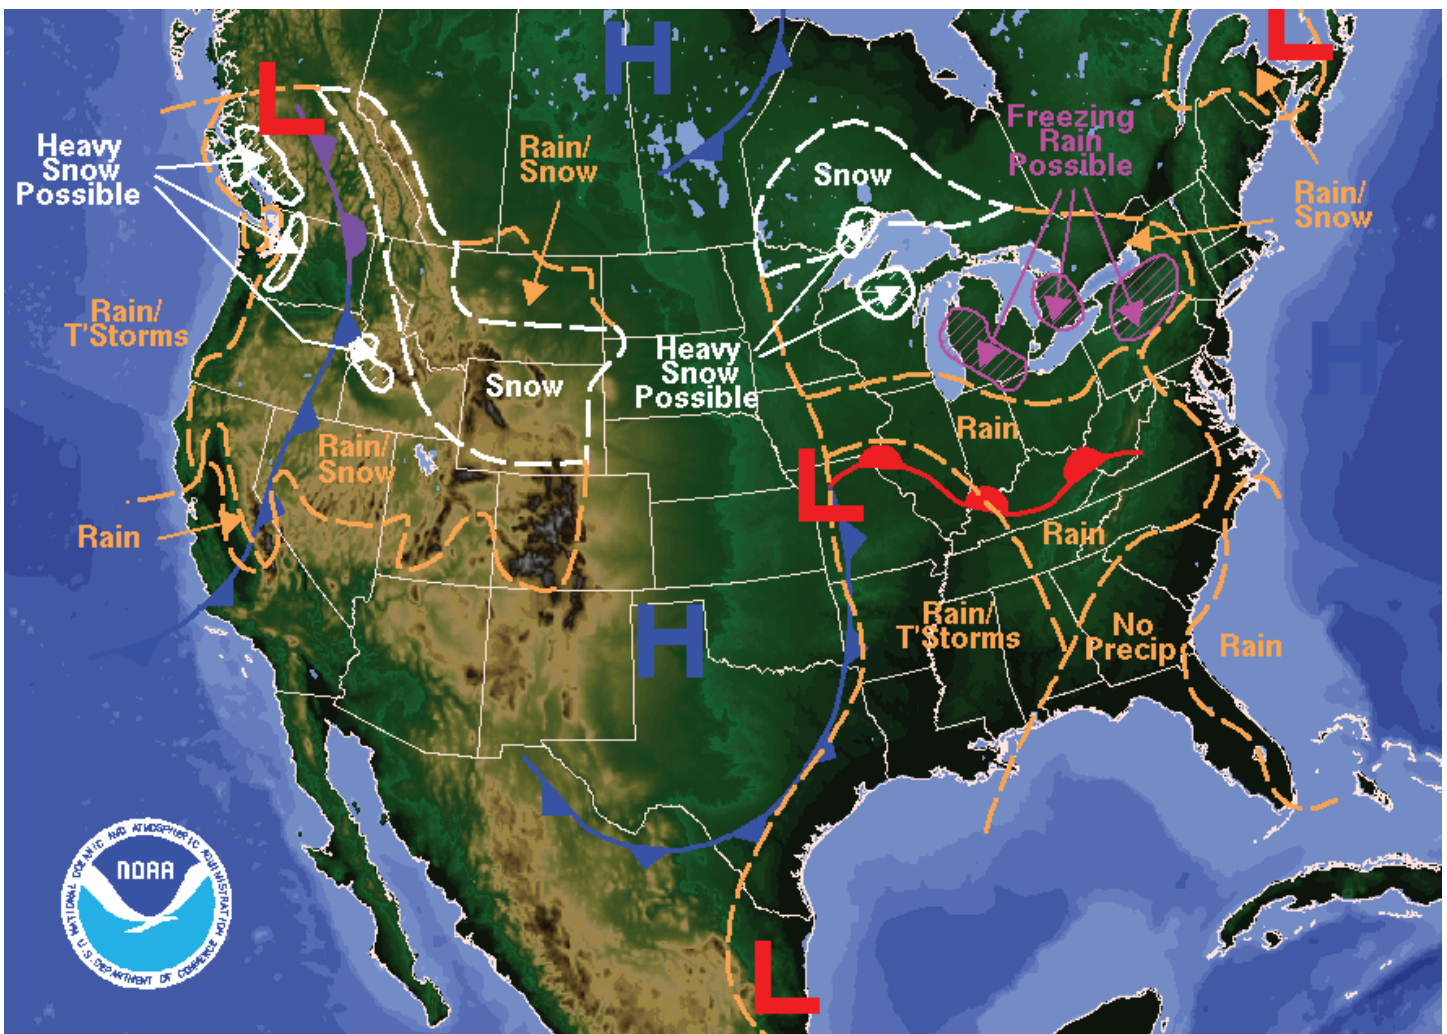 L
H
L
Heavy
Snow
Possible
Rain/
Snow
Snow
Freezing
Rain
Possible
Rain/
Snow
Rain/
T'Storms
Heavy
Snow
Possible
H
Snow
Rain/
Snow
Rain
L
Rain
Rain
H
Rain/
T'Storms
No
Precip
Rain
L
NATIONAL OCEANIC AND ATMOSPHERIC ADMINISTRATION
NOAA
U.S. DEPARTMENT OF COMMERCE